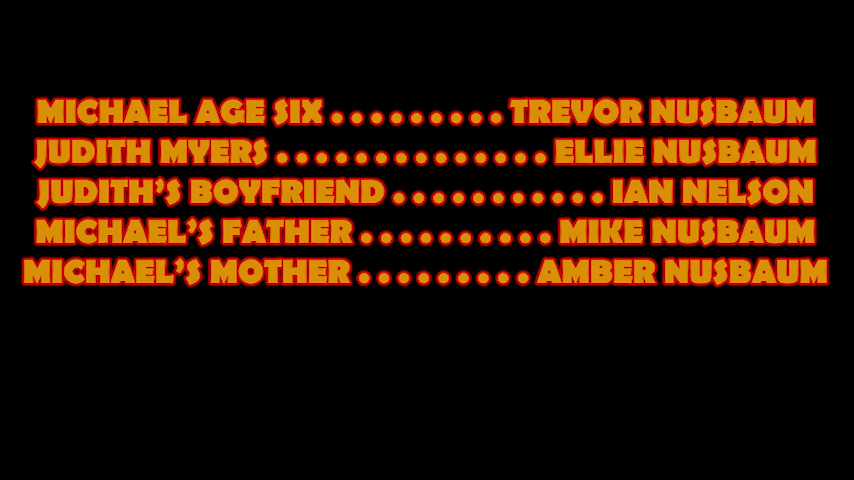 MICHAEL AGE SIX . . . . . . . . . TREVOR NUSBAUM
JUDITH MYERS . . . . . . . . . . . . . . ELLIE NUSBAUM
JUDITH'S BOYFRIEND . . . . . . . . . . . IAN NELSON
MICHAEL'S FATHER . . . . . . . . . . MIKE NUSBAUM
MICHAEL'S MOTHER . . . . . . . . . AMBER NUSBAUM